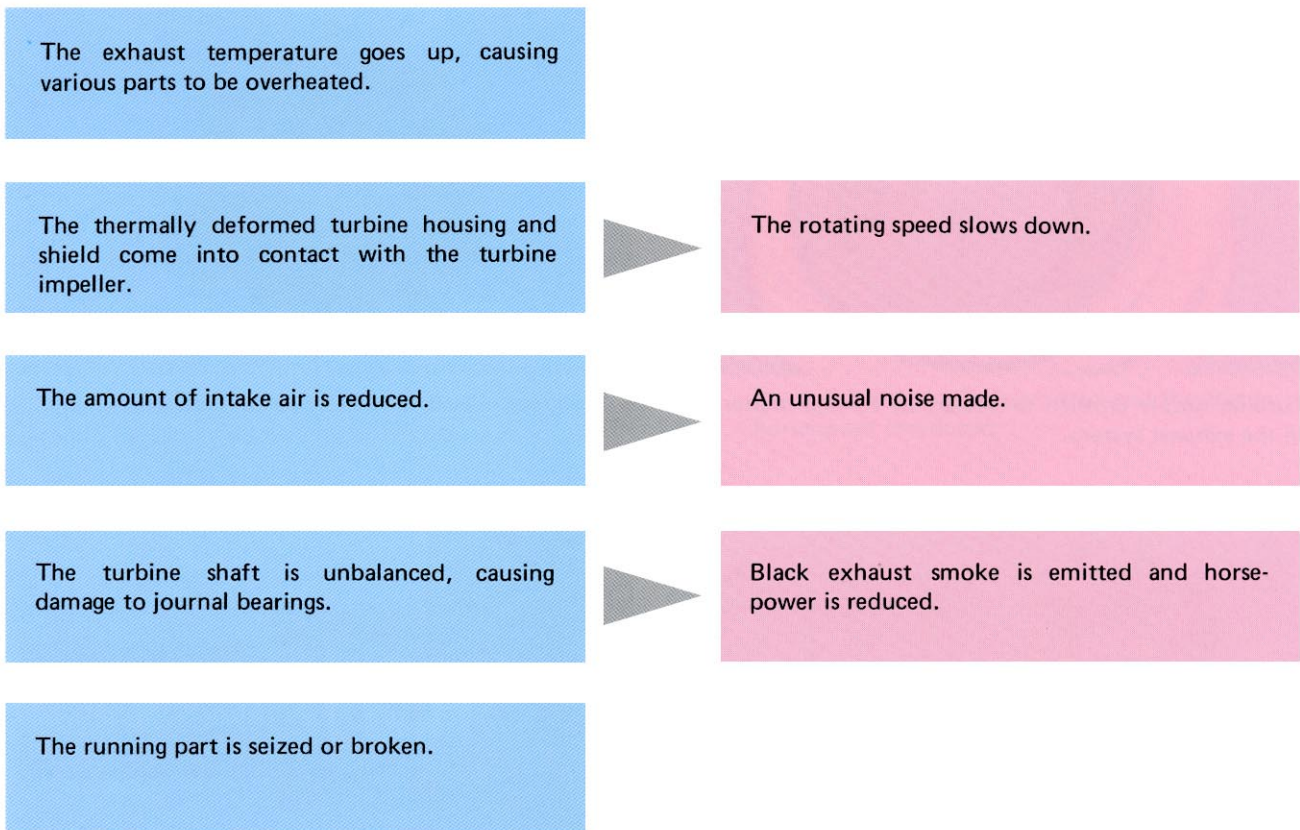 The exhaust temperature goes up, causing
various parts to be overheated.
The thermally deformed turbine housing and
shield come into contact with the turbine
impeller.
The rotating speed slows down.
The amount of intake air is reduced.
An unusual noise made.
The turbine shaft is unbalanced, causing
damage to journal bearings.
Black exhaust smoke is emitted and horse-
power is reduced.
The running part is seized or broken.